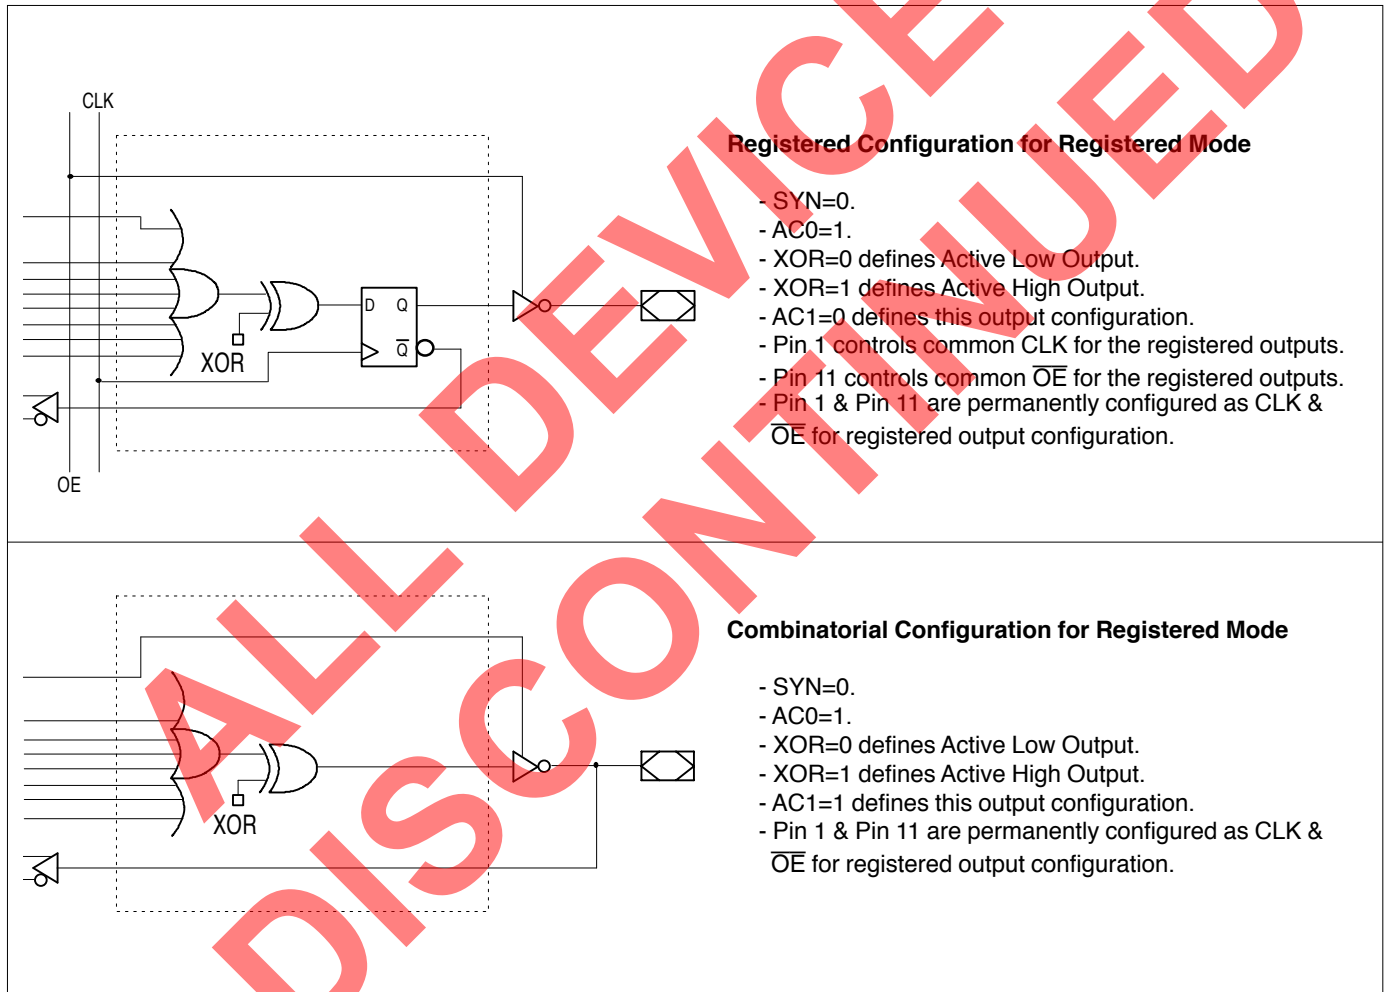 CLK
Registered Configuration for Registered Mode
- SYN=0.
- AC0=1.
- XOR=0 defines Active Low Output.
- XOR=1 defines Active High Output.
- AC1=0 defines this output configuration.
- Pin 1 controls common CLK for the registered outputs.
- Pin 11 controls common O̅E̅ for the registered outputs.
- Pin 1 & Pin 11 are permanently configured as CLK &
O̅E̅ for registered output configuration.
D Q
Q̅
XOR
OE
Combinatorial Configuration for Registered Mode
- SYN=0.
- AC0=1.
- XOR=0 defines Active Low Output.
- XOR=1 defines Active High Output.
- AC1=1 defines this output configuration.
- Pin 1 & Pin 11 are permanently configured as CLK &
O̅E̅ for registered output configuration.
XOR
ALL DEVICE
DISCONTINUED